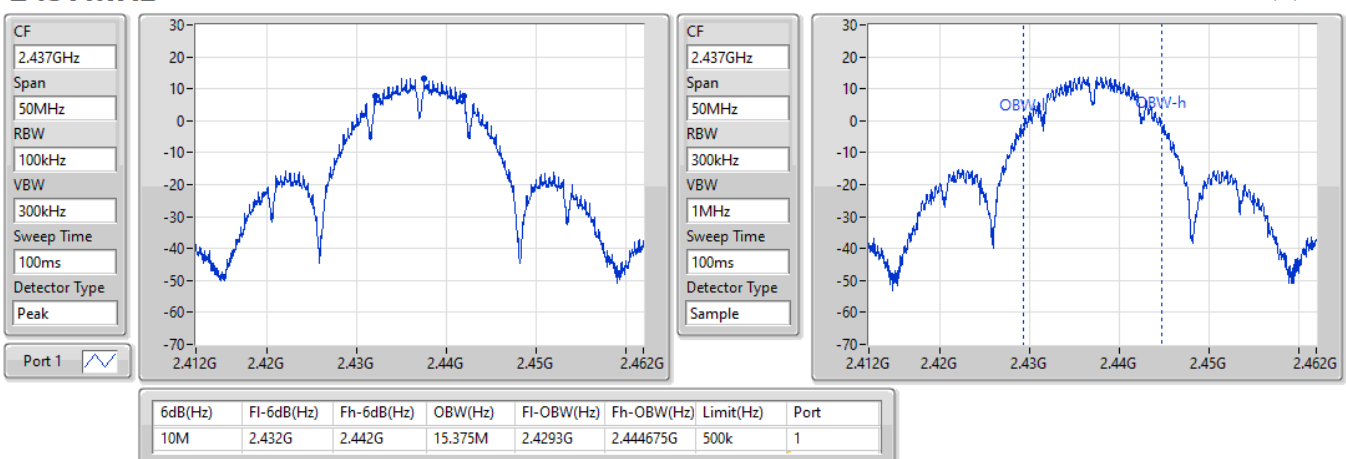 CF
2.437GHz
Span
50MHz
RBW
100kHz
VBW
300kHz
Sweep Time
100ms
Detector Type
Peak
Port 1
30
20
10
0
-10
-20
-30
-40
-50
-60
-70
2.412G 2.42G 2.43G 2.44G 2.45G 2.462G
CF
2.437GHz
Span
50MHz
RBW
300kHz
VBW
1MHz
Sweep Time
100ms
Detector Type
Sample
30
20
10
0
-10
-20
-30
-40
-50
-60
-70
OBW-h
2.412G 2.42G 2.43G 2.44G 2.45G 2.462G
6dB(Hz) Fl-6dB(Hz) Fh-6dB(Hz) OBW(Hz) Fl-OBW(Hz) Fh-OBW(Hz) Limit(Hz) Port
10M 2.432G 2.442G 15.375M 2.4293G 2.444675G 500k 1